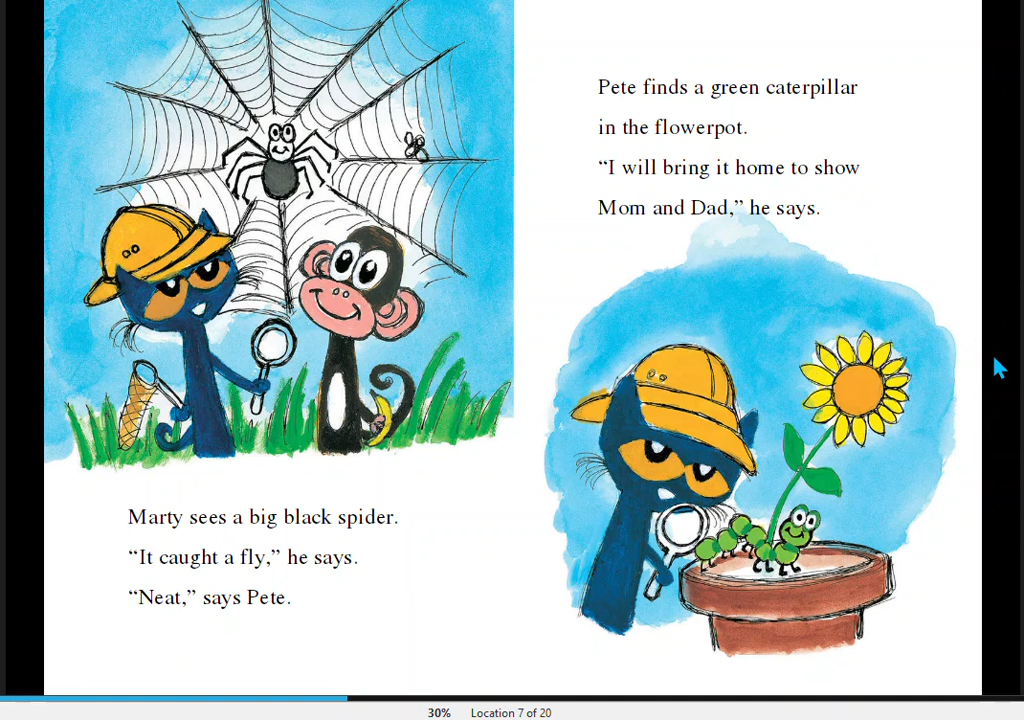 Marty sees a big black spider.
“It caught a fly,” he says.
“Neat,” says Pete.
Pete finds a green caterpillar
in the flowerpot.
“I will bring it home to show
Mom and Dad,” he says.
30% Location 7 of 20